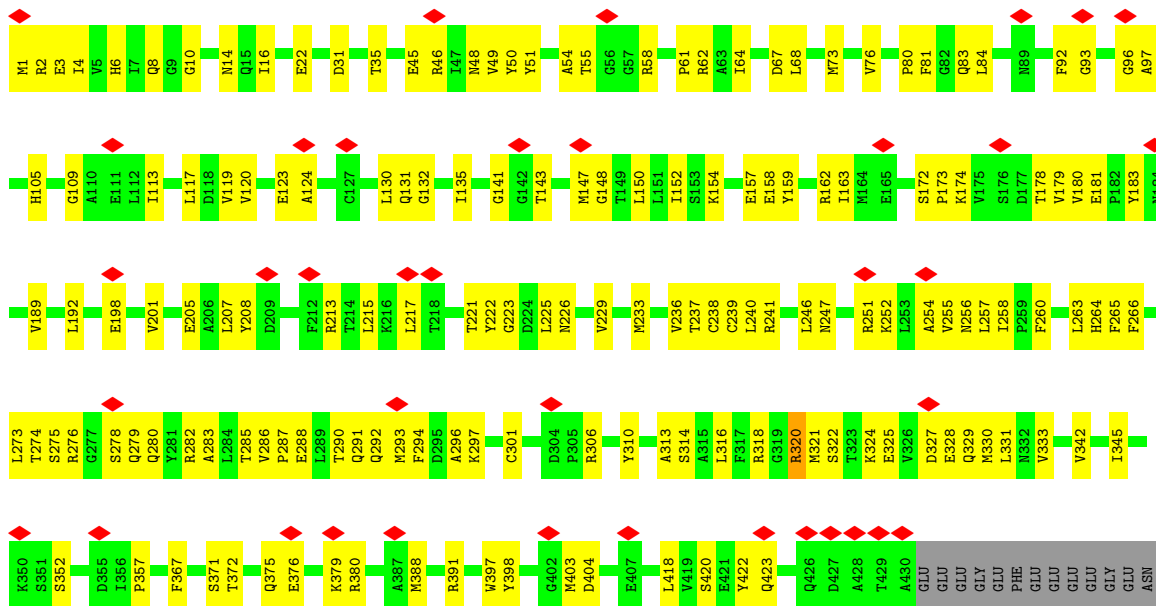 M1 R2 E3 I4 V5 H6 I7 Q8 G9 G10 N14 Q15 I16 E22 D31 T35 E45 R46 I47 N48 V49 Y50 Y51 A54 T55 G56 G57 R58 P61 R62 A63 I64 D67 L68 M73 V76 P80 F81 G82 Q83 L84 N89 F92 G93 G96 A97
H105 G109 A110 E111 L112 I113 L117 D118 V119 V120 E123 A124 C127 L130 Q131 G132 I135 G141 G142 T143 M147 G148 T149 L150 L151 I152 S153 K154 E157 E158 Y159 R162 I163 M164 E165 S172 P173 K174 V175 S176 D177 T178 V179 V180 E181 P182 Y183
V189 L192 E198 V201 E205 A206 L207 Y208 D209 F212 R213 T214 L215 K216 L217 T218 T221 Y222 G223 D224 L225 N226 V229 M233 V236 T237 C238 C239 L240 R241 L246 N247 R251 K252 L253 A254 V255 N256 L257 I258 P259 F260 L263 H264 F265 F266
L273 T274 S275 R276 G277 S278 Q279 Q280 Y281 R282 A283 L284 T285 V286 P287 E288 L289 T290 Q291 Q292 M293 F294 D295 A296 K297 C301 D304 P305 R306 Y310 A313 S314 A315 L316 F317 R318 G319 R320 M321 S322 T323 K324 E325 V326 D327 E328 Q329 M330 L331 N332 V333 V342 I345
K350 S351 S352 D355 I356 P357 F367 S371 T372 Q375 E376 K379 R380 A387 M388 R391 W397 Y398 G402 M403 D404 E407 L418 V419 S420 E421 Y422 Q423 Q426 D427 A428 T429 A430 GLU GLU GLU GLY GLU PHE GLU GLU GLU GLU GLY GLU ASN